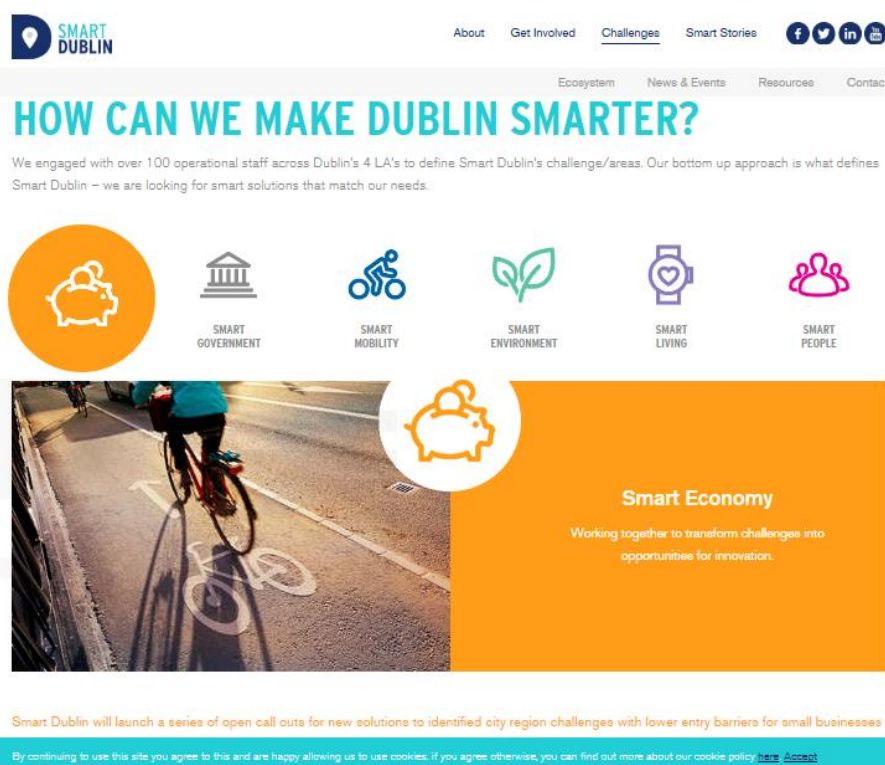 SMART
DUBLIN
About Get Involved Challenges Smart Stories
Ecosystem News & Events Resources Contac
HOW CAN WE MAKE DUBLIN SMARTER?
We engaged with over 100 operational staff across Dublin's 4 LA's to define Smart Dublin's challenge/areas. Our bottom up approach is what defines
Smart Dublin – we are looking for smart solutions that match our needs.
SMART
GOVERNMENT
SMART
MOBILITY
SMART
ENVIRONMENT
SMART
LIVING
SMART
PEOPLE
Smart Economy
Working together to transform challenges into
opportunities for innovation.
Smart Dublin will launch a series of open call outs for new solutions to identified city region challenges with lower entry barriers for small businesses
By continuing to use this site you agree to this and are happy allowing us to use cookies. if you agree otherwise, you can find out more about our cookie policy here Accept